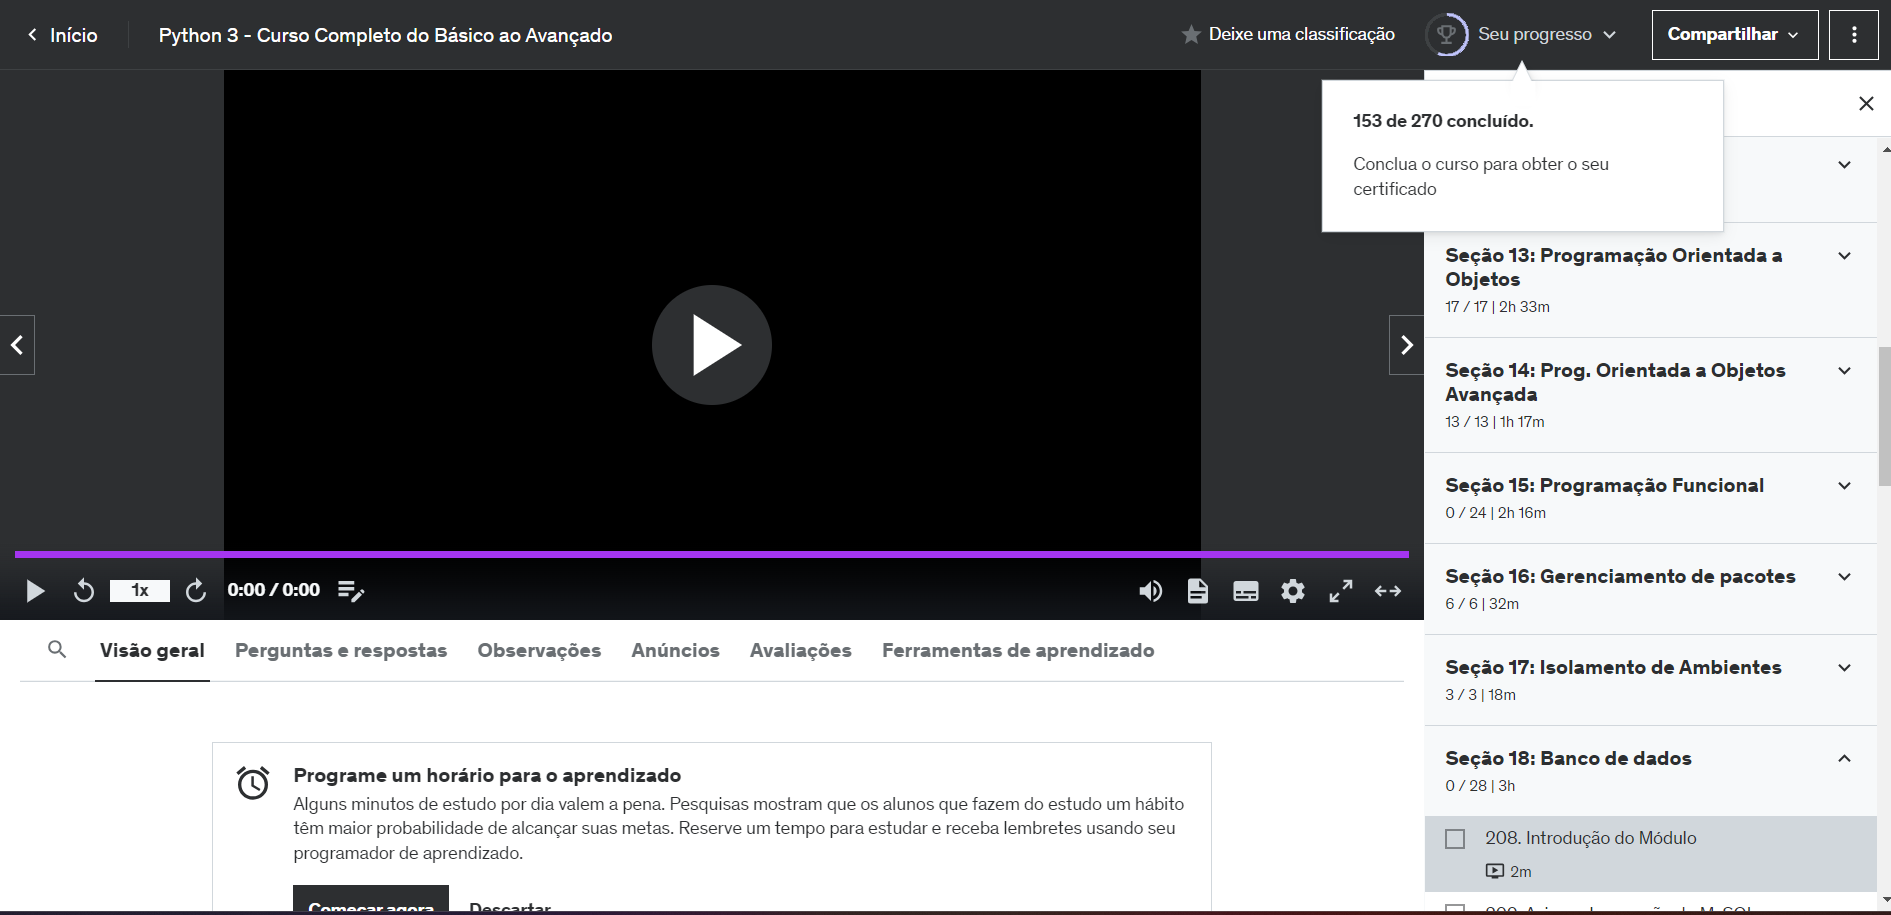 Início
Python 3 - Curso Completo do Básico ao Avançado
Deixe uma classificação
Seu progresso
Compartilhar
153 de 270 concluído.
Conclua o curso para obter o seu
certificado
Seção 13: Programação Orientada a
Objetos
17 / 17 | 2h 33m
Seção 14: Prog. Orientada a Objetos
Avançada
13 / 13 | 1h 17m
Seção 15: Programação Funcional
0 / 24 | 2h 16m
Seção 16: Gerenciamento de pacotes
6 / 6 | 32m
Seção 17: Isolamento de Ambientes
3 / 3 | 18m
Seção 18: Banco de dados
0 / 28 | 3h
208. Introdução do Módulo
2m
1x
0:00 / 0:00
Visão geral
Perguntas e respostas
Observações
Anúncios
Avaliações
Ferramentas de aprendizado
Programe um horário para o aprendizado
Alguns minutos de estudo por dia valem a pena. Pesquisas mostram que os alunos que fazem do estudo um hábito
têm maior probabilidade de alcançar suas metas. Reserve um tempo para estudar e receba lembretes usando seu
programador de aprendizado.
Começar agora
Descartar